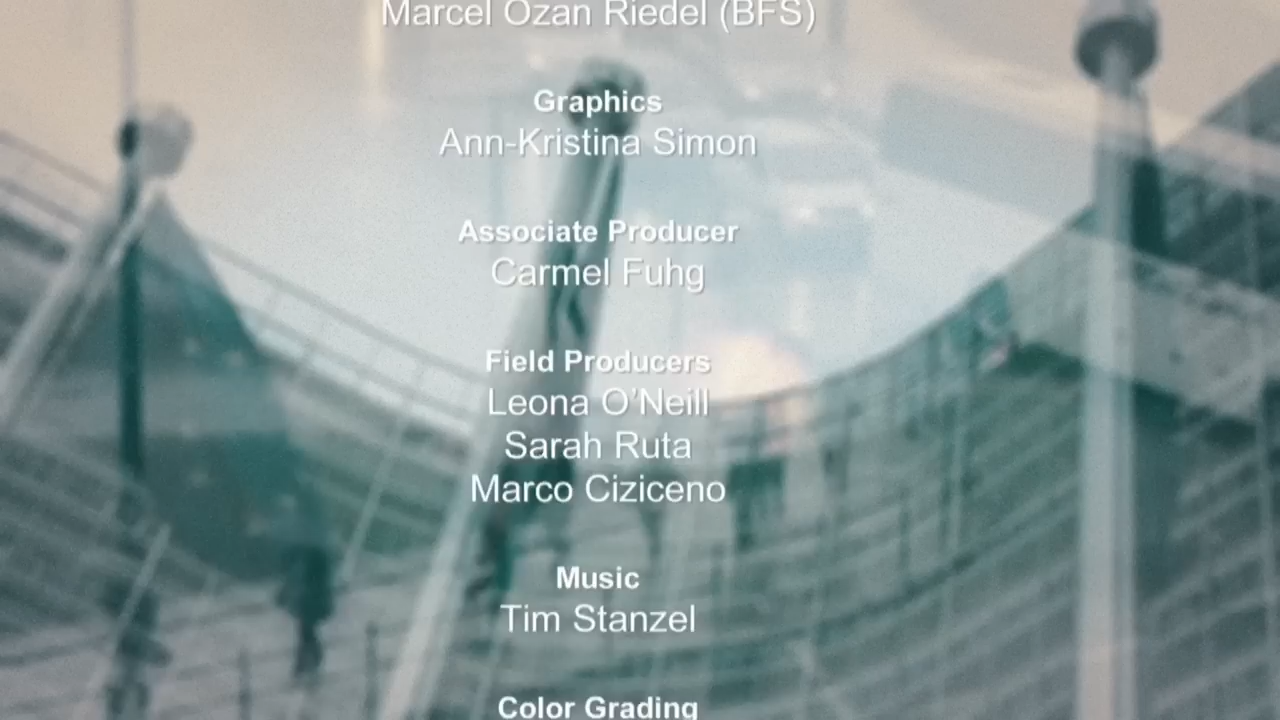 Marcel Ozan Riedel (BFS)
Graphics
Ann-Kristina Simon
Associate Producer
Carmel Fuhg
Field Producers
Leona O’Neill
Sarah Ruta
Marco Ciziceno
Music
Tim Stanzel
Color Grading